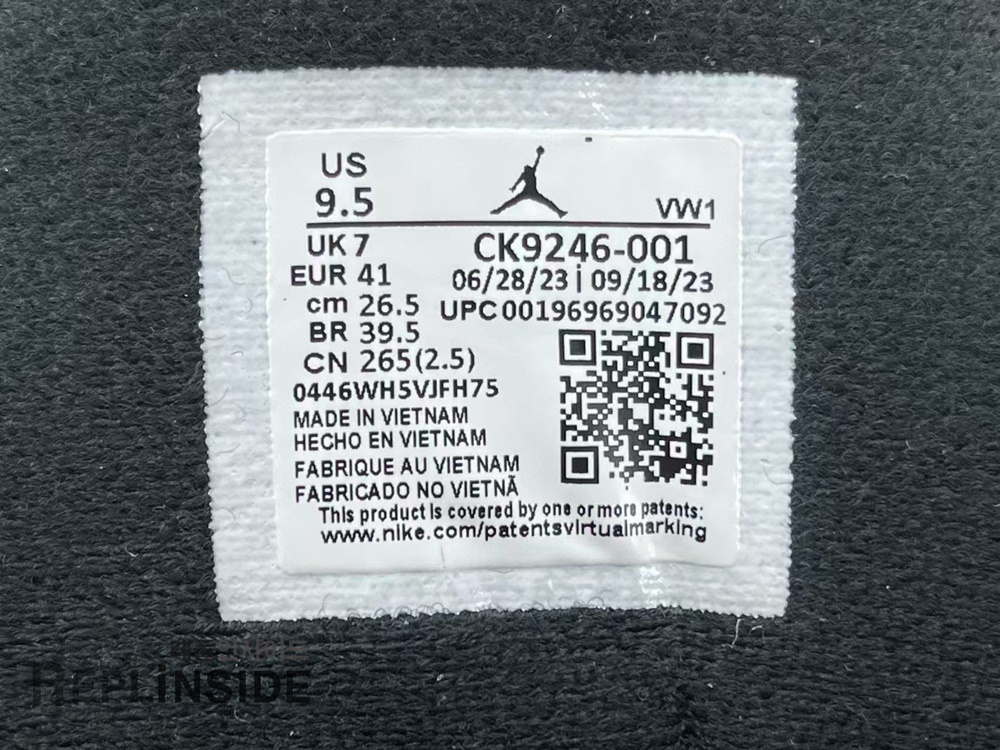 US
9.5
VW1
UK 7
CK9246-001
EUR 41
06/28/23 | 09/18/23
cm 26.5
UPC 00196969047092
BR 39.5
CN 265(2.5)
0446WH5VJFH75
MADE IN VIETNAM
HECHO EN VIETNAM
FABRIQUE AU VIETNAM
FABRICADO NO VIETNÃ
This product is covered by one or more patents:
www.nike.com/patentsvirtualmarking
REPLINSIDE